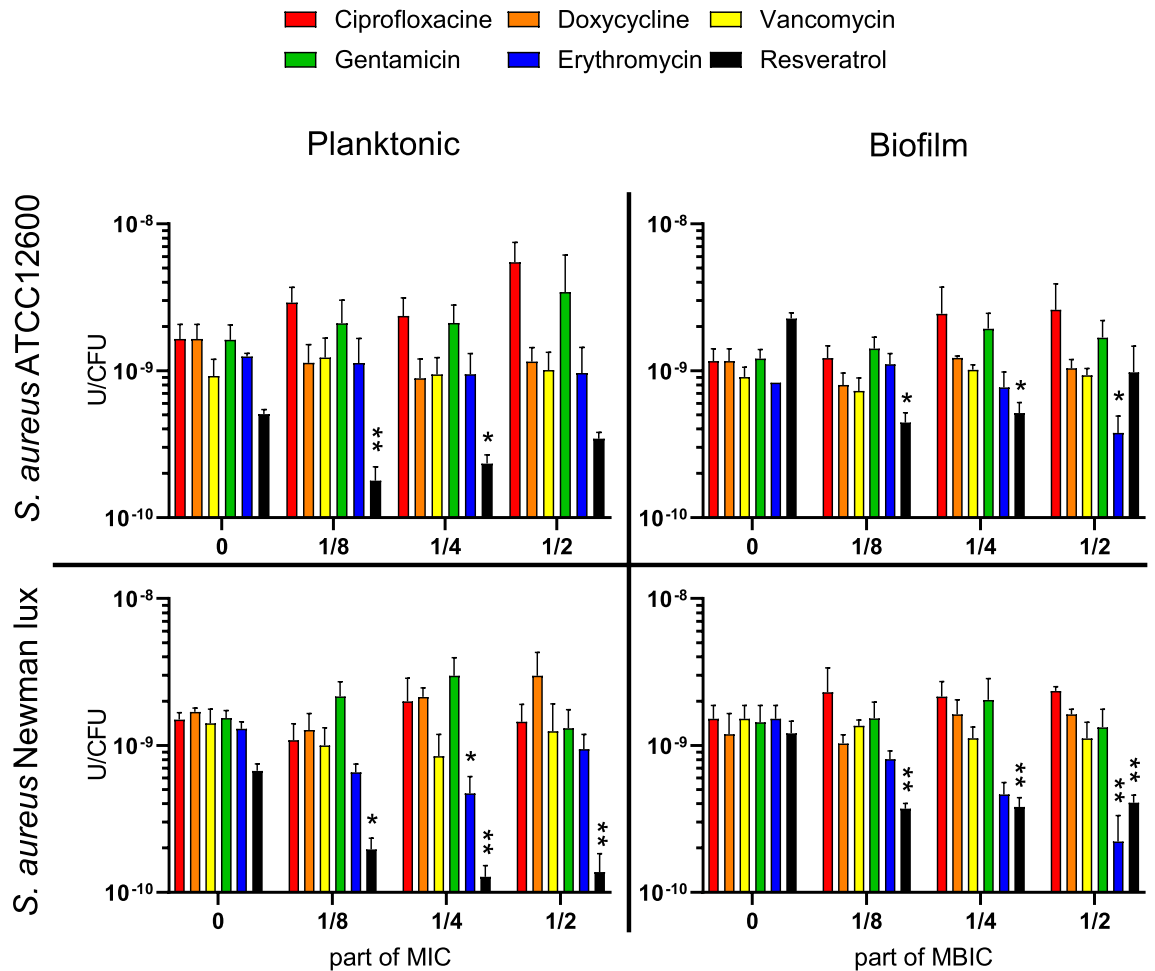 Ciprofloxacine Doxycycline Vancomycin
Gentamicin Erythromycin Resveratrol
Planktonic Biofilm
S. aureus ATCC12600
U/CFU
10-8
10-9
10-10
0 1/8 1/4 1/2
** *
10-8
10-9
10-10
0 1/8 1/4 1/2
* * *
S. aureus Newman lux
U/CFU
10-8
10-9
10-10
0 1/8 1/4 1/2
* * ** **
part of MIC
10-8
10-9
10-10
0 1/8 1/4 1/2
** ** ** **
part of MBIC